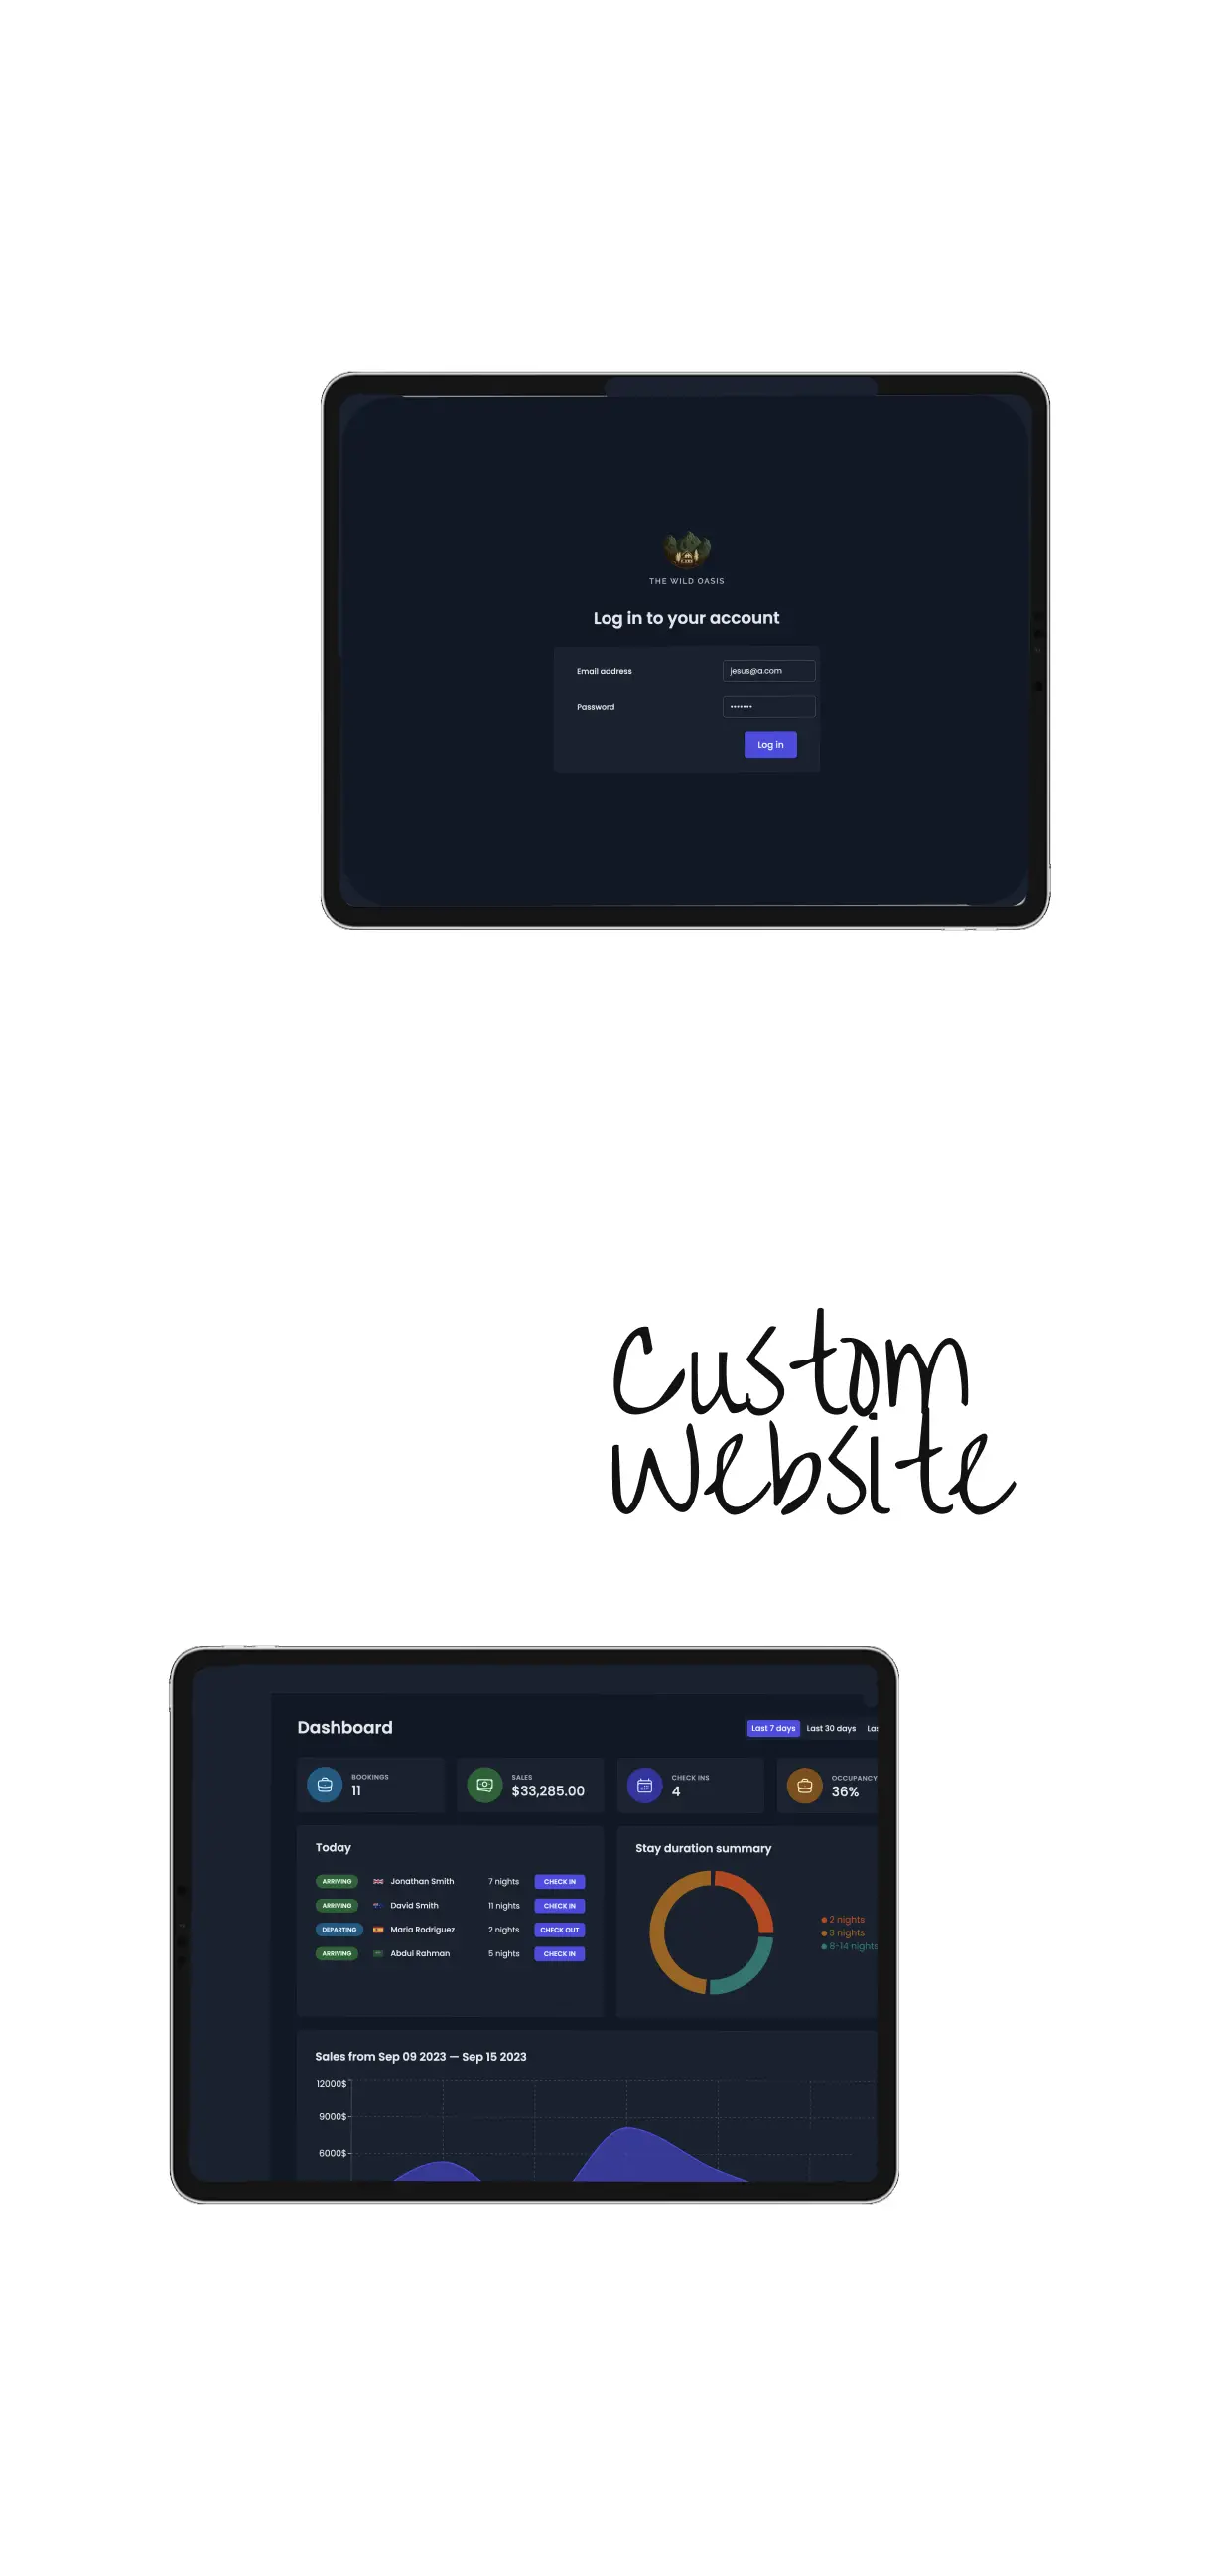 THE WILD OASIS
Log in to your account
Email address jesus@a.com
Password •••••••
Log in
Custom
Website
Dashboard
Last 7 days Last 30 days Las
BOOKINGS
11
SALES
$33,285.00
CHECK INS
4
OCCUPANCY
36%
Today
ARRIVING Jonathan Smith 7 nights CHECK IN
ARRIVING David Smith 11 nights CHECK IN
DEPARTING Maria Rodriguez 2 nights CHECK OUT
ARRIVING Abdul Rahman 5 nights CHECK IN
Stay duration summary
2 nights
3 nights
8-14 nights
Sales from Sep 09 2023 — Sep 15 2023
12000$
9000$
6000$